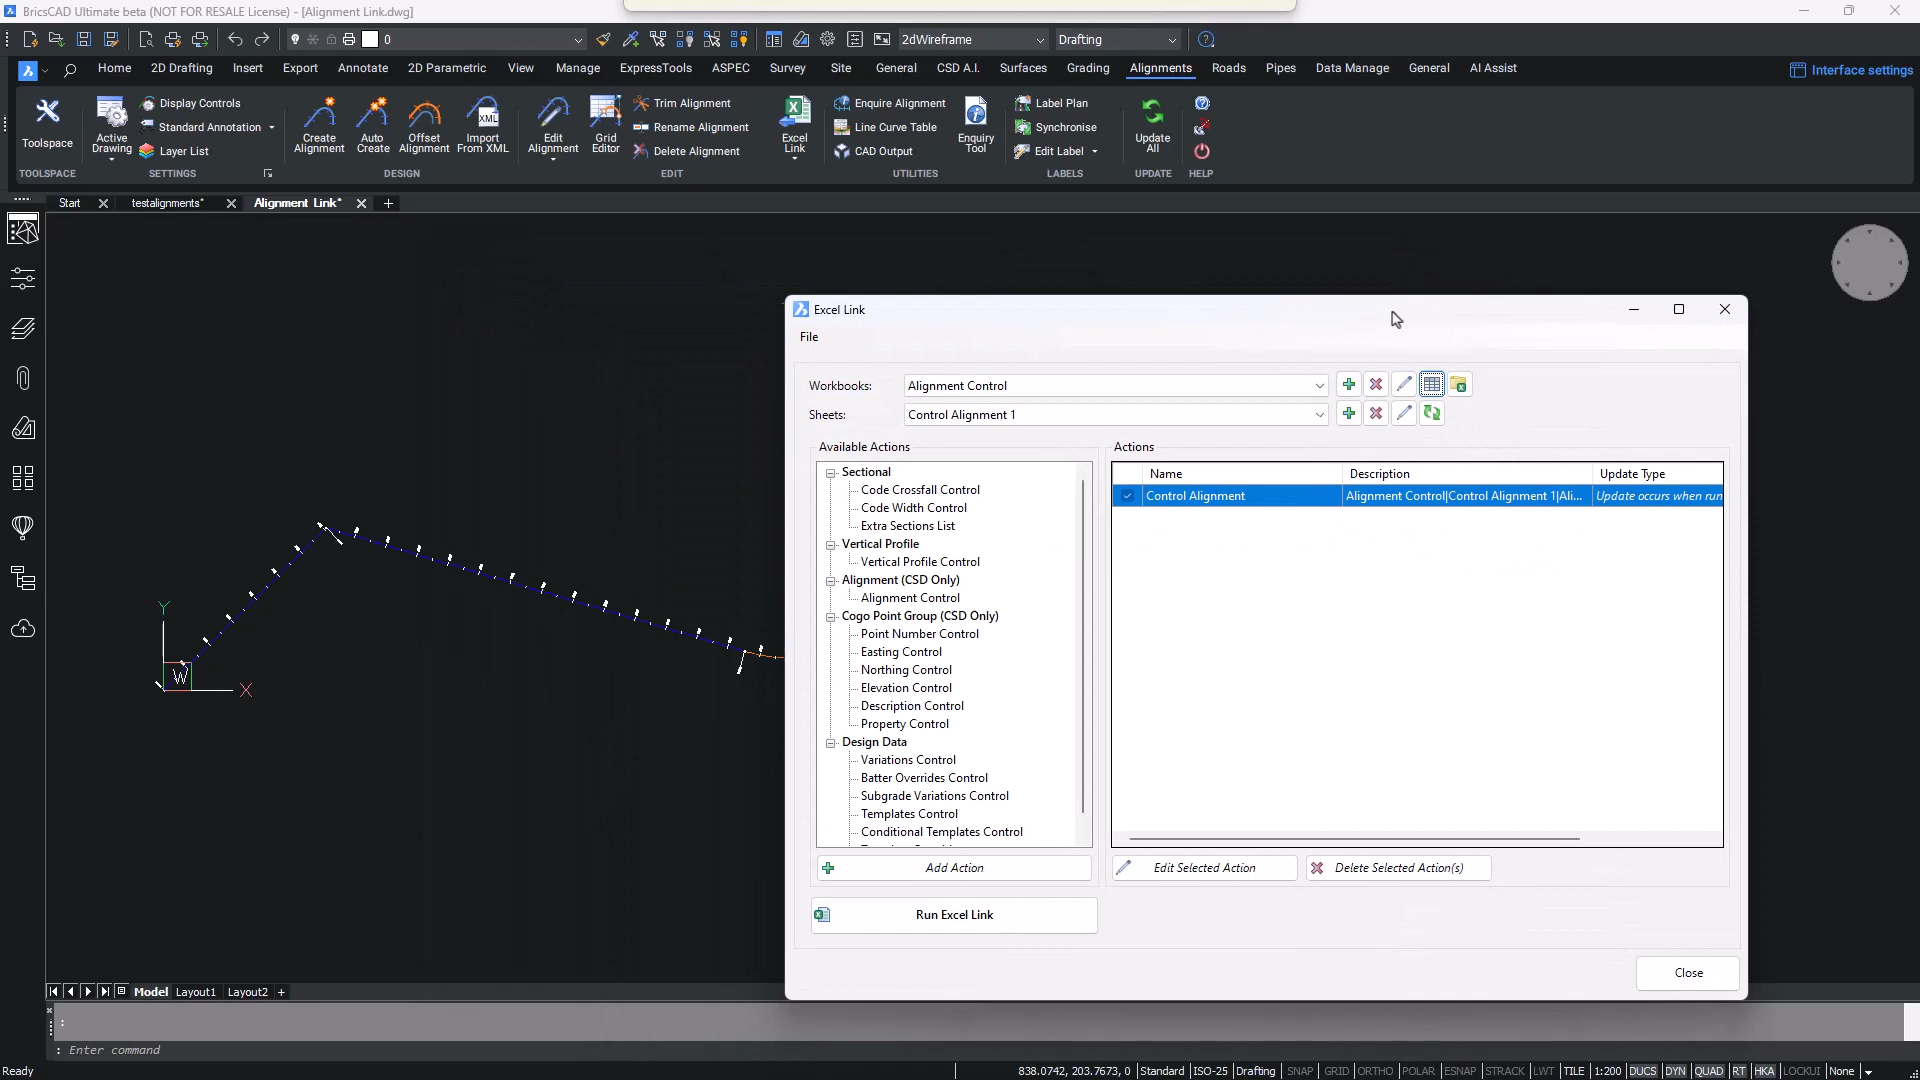 BricsCAD Ultimate beta (NOT FOR RESALE License) - [Alignment Link.dwg]
0
2dWireframe
Drafting
Home 2D Drafting Insert Export Annotate 2D Parametric View Manage ExpressTools ASPEC Survey Site General CSD A.I. Surfaces Grading Alignments Roads Pipes Data Manage General AI Assist
Interface settings
Toolspace
TOOLSPACE
Active Drawing
Display Controls
Standard Annotation
Layer List
SETTINGS
Create Alignment
Auto Create
Offset Alignment
XML
Import From XML
DESIGN
Edit Alignment
Grid Editor
Trim Alignment
Rename Alignment
Delete Alignment
EDIT
Excel Link
Enquire Alignment
Line Curve Table
CAD Output
Enquiry Tool
UTILITIES
Label Plan
Synchronise
Edit Label
LABELS
Update All
UPDATE
HELP
Start testalignments* Alignment Link*
Y
W
X
Excel Link
File
Workbooks: Alignment Control
Sheets: Control Alignment 1
Available Actions
Sectional
Code Crossfall Control
Code Width Control
Extra Sections List
Vertical Profile
Vertical Profile Control
Alignment (CSD Only)
Alignment Control
Cogo Point Group (CSD Only)
Point Number Control
Easting Control
Northing Control
Elevation Control
Description Control
Property Control
Design Data
Variations Control
Batter Overrides Control
Subgrade Variations Control
Templates Control
Conditional Templates Control
Add Action
Actions
Name Description Update Type
Control Alignment Alignment Control|Control Alignment 1|Ali... Update occurs when run
Edit Selected Action
Delete Selected Action(s)
Run Excel Link
Close
Model Layout1 Layout2 +
:
: Enter command
Ready
838.0742, 203.7673, 0 Standard ISO-25 Drafting SNAP GRID ORTHO POLAR ESNAP STRACK LWT TILE 1:200 DUCS DYN QUAD RT HKA LOCKUI None